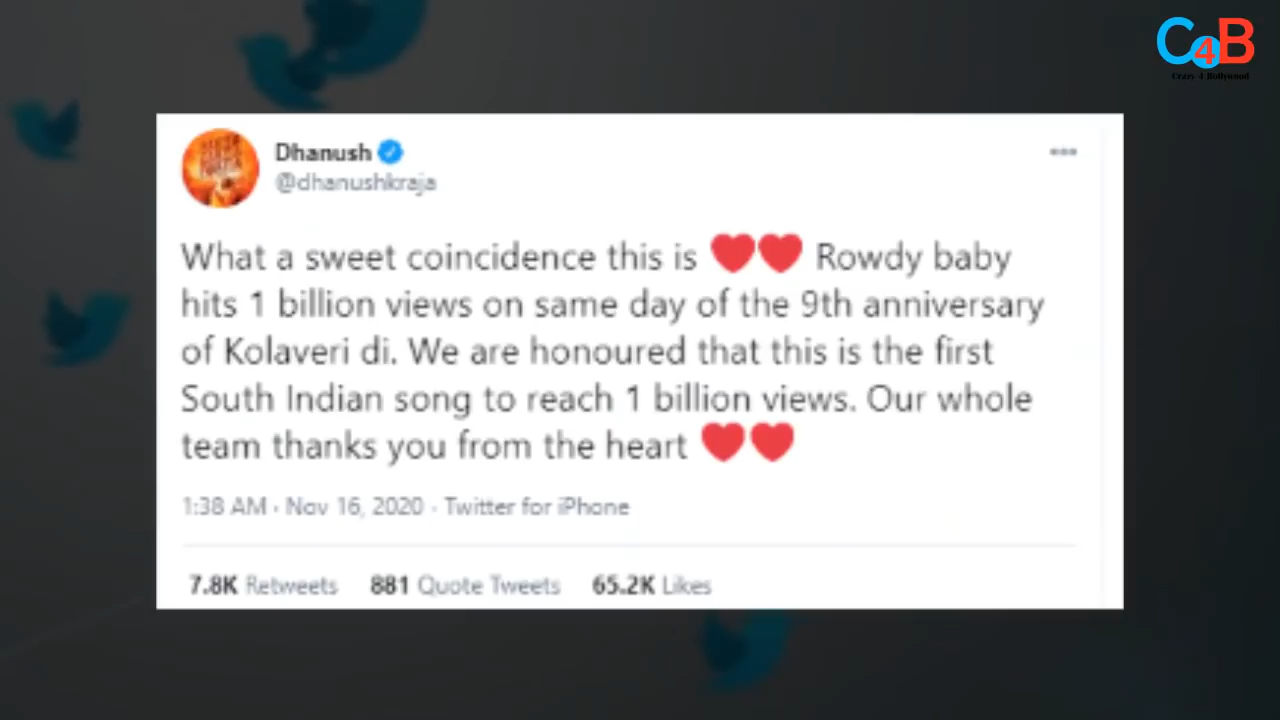 C4B
Crazy 4 Bollywood
Dhanush
@dhanushkraja
What a sweet coincidence this is ❤❤ Rowdy baby
hits 1 billion views on same day of the 9th anniversary
of Kolaveri di. We are honoured that this is the first
South Indian song to reach 1 billion views. Our whole
team thanks you from the heart ❤❤
1:38 AM · Nov 16, 2020 · Twitter for iPhone
7.8K Retweets 881 Quote Tweets 65.2K Likes